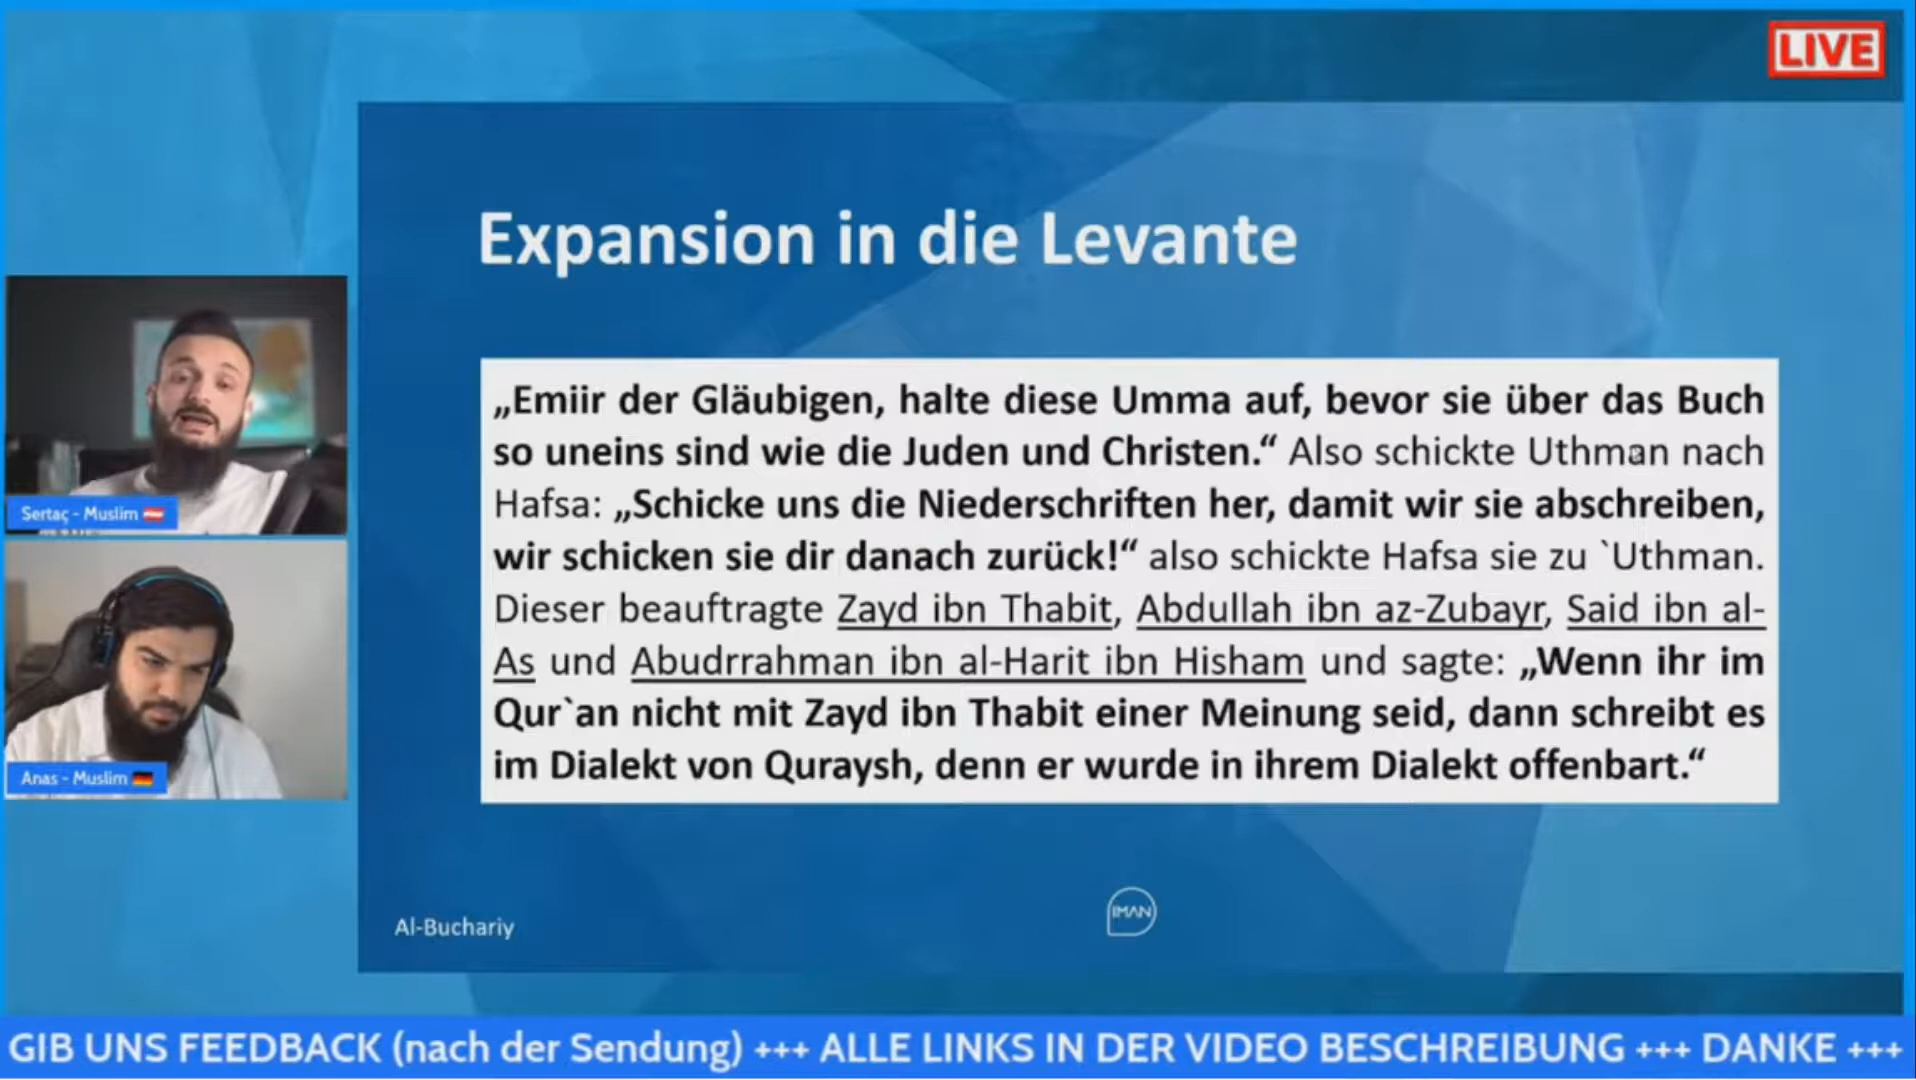 LIVE
Expansion in die Levante
„Emiir der Gläubigen, halte diese Umma auf, bevor sie über das Buch
so uneins sind wie die Juden und Christen.“ Also schickte Uthman nach
Hafsa: „Schicke uns die Niederschriften her, damit wir sie abschreiben,
wir schicken sie dir danach zurück!“ also schickte Hafsa sie zu `Uthman.
Dieser beauftragte Zayd ibn Thabit, Abdullah ibn az-Zubayr, Said ibn al-
As und Abudrrahman ibn al-Harit ibn Hisham und sagte: „Wenn ihr im
Qur`an nicht mit Zayd ibn Thabit einer Meinung seid, dann schreibt es
im Dialekt von Quraysh, denn er wurde in ihrem Dialekt offenbart.“
Sertaç - Muslim
Anas - Muslim
Al-Buchariy
IMAN
GIB UNS FEEDBACK (nach der Sendung) +++ ALLE LINKS IN DER VIDEO BESCHREIBUNG +++ DANKE +++